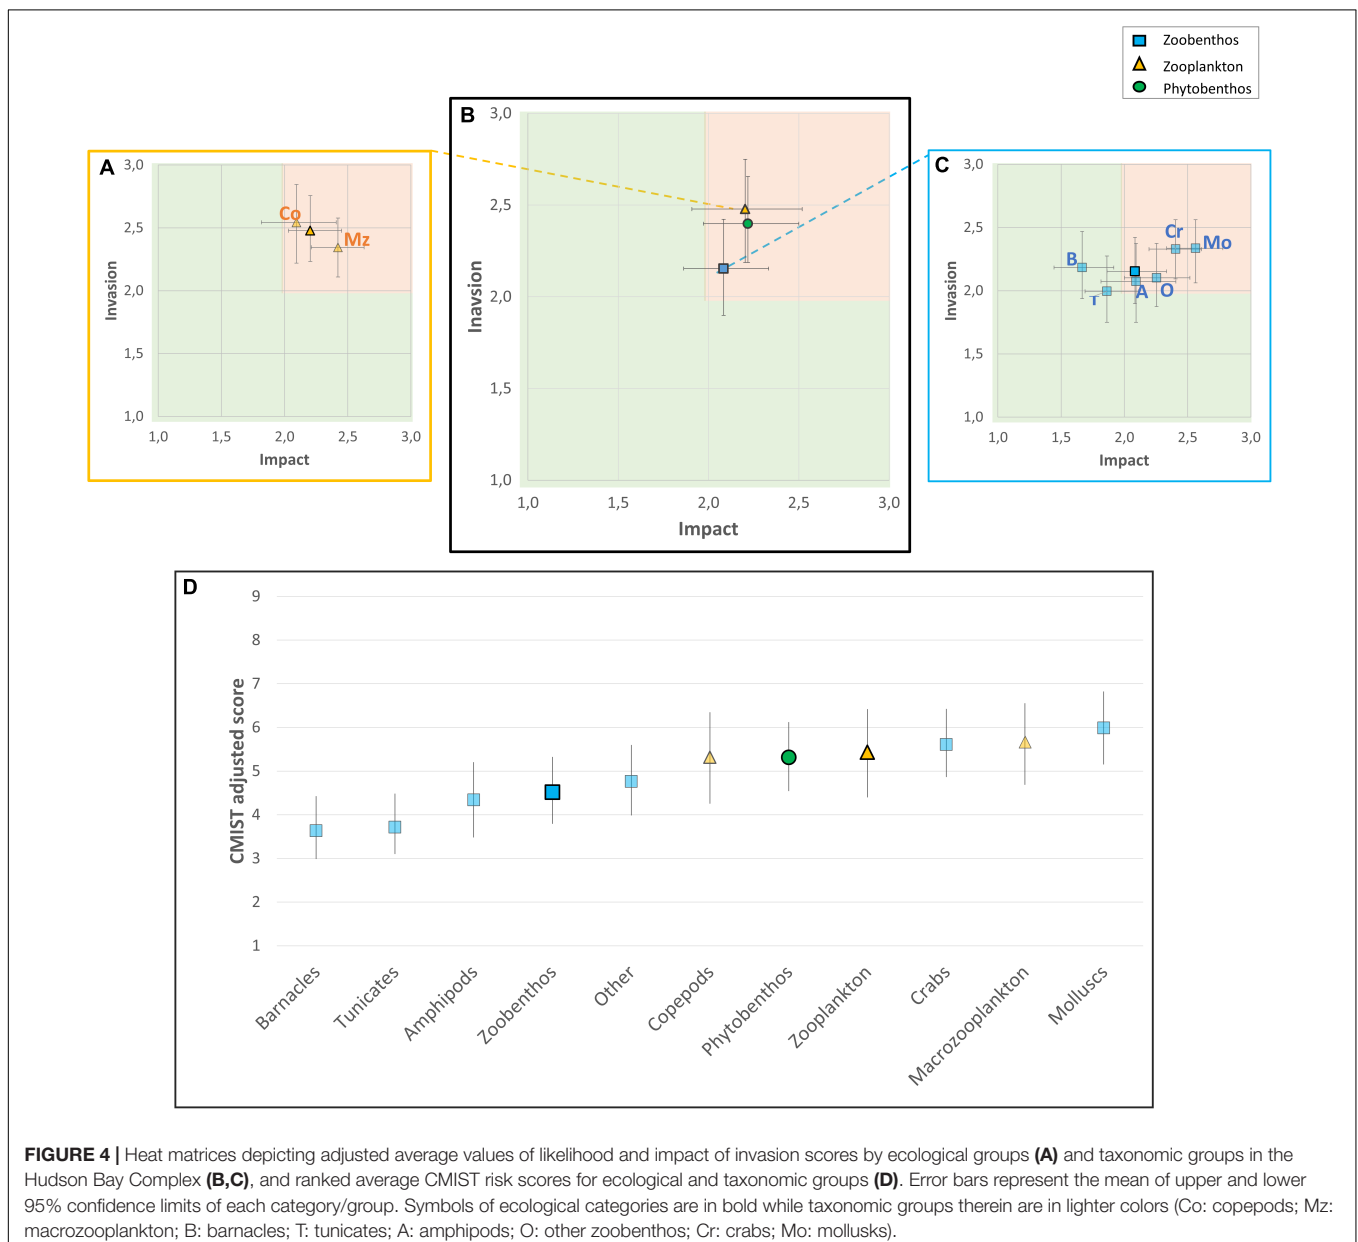 Zoobenthos
Zooplankton
Phytobenthos
A
3,0
2,5
2,0
1,5
1,0
Invasion
Co
Mz
1,0 1,5 2,0 2,5 3,0
Impact
B
3,0
2,5
2,0
1,5
1,0
Inavsion
1,0 1,5 2,0 2,5 3,0
Impact
C
3,0
2,5
2,0
1,5
1,0
Invasion
B
T
A
O
Cr
Mo
1,0 1,5 2,0 2,5 3,0
Impact
D
9
8
7
6
5
4
3
2
1
CMIST adjusted score
Barnacles
Tunicates
Amphipods
Zoobenthos
Other
Copepods
Phytobenthos
Zooplankton
Crabs
Macrozooplankton
Molluscs
FIGURE 4 | Heat matrices depicting adjusted average values of likelihood and impact of invasion scores by ecological groups (A) and taxonomic groups in the
Hudson Bay Complex (B,C), and ranked average CMIST risk scores for ecological and taxonomic groups (D). Error bars represent the mean of upper and lower
95% confidence limits of each category/group. Symbols of ecological categories are in bold while taxonomic groups therein are in lighter colors (Co: copepods; Mz:
macrozooplankton; B: barnacles; T: tunicates; A: amphipods; O: other zoobenthos; Cr: crabs; Mo: mollusks).